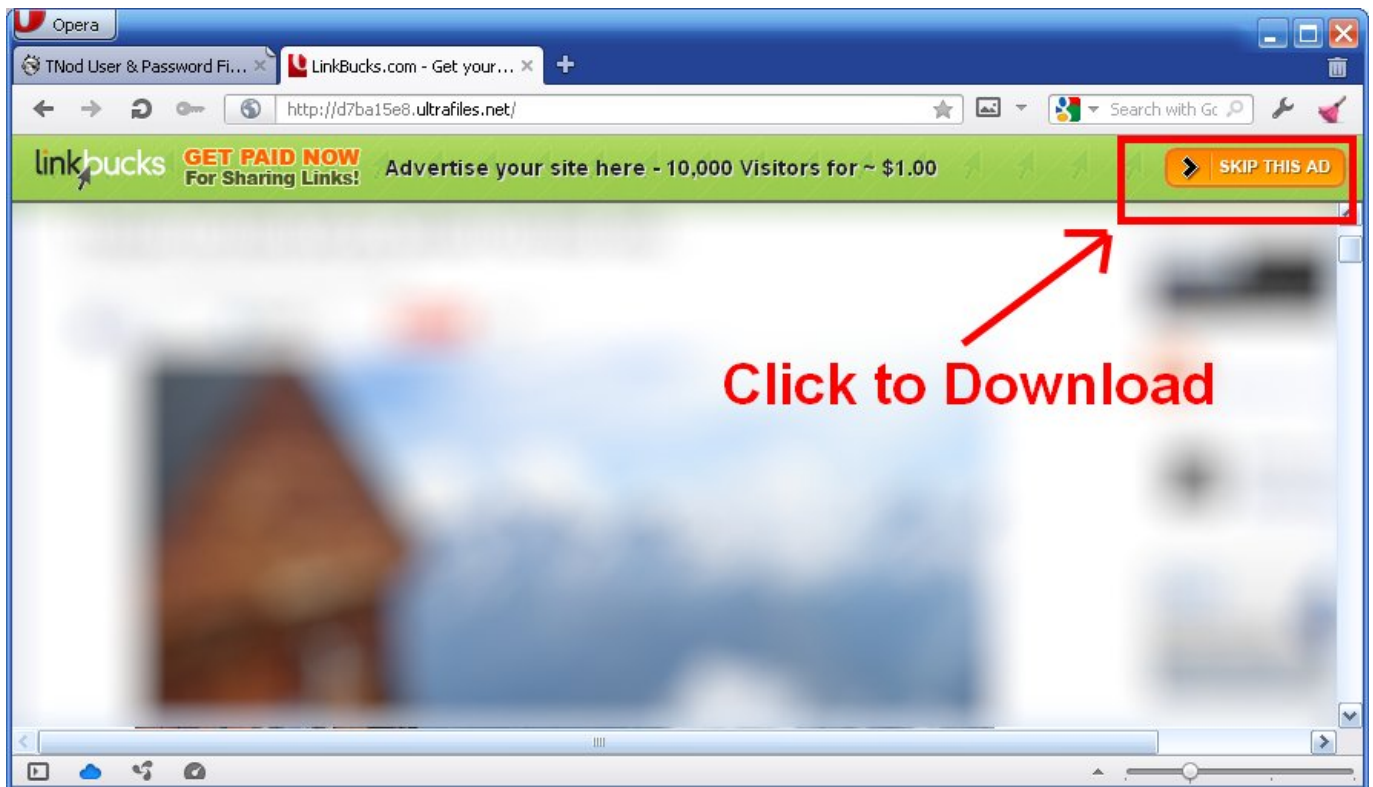 Opera
TNod User & Password Fi...
LinkBucks.com - Get your...
http://d7ba15e8.ultrafiles.net/
Search with Gc
linkbucks
GET PAID NOW
For Sharing Links!
Advertise your site here - 10,000 Visitors for ~ $1.00
SKIP THIS AD
Click to Download